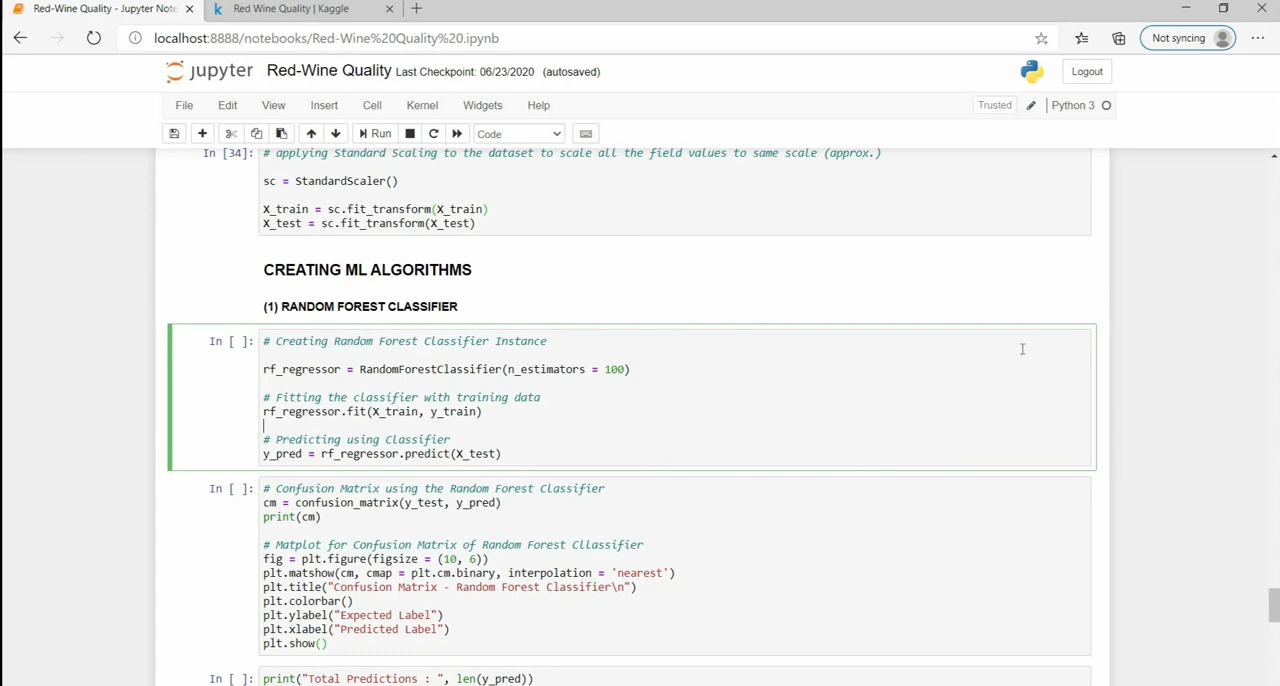 Red-Wine Quality - Jupyter Note
Red Wine Quality | Kaggle
localhost:8888/notebooks/Red-Wine%20Quality%20.ipynb
Not syncing
jupyter Red-Wine Quality Last Checkpoint: 06/23/2020 (autosaved)
Logout
File Edit View Insert Cell Kernel Widgets Help
Trusted Python 3
Run Code
In [34]: # applying Standard Scaling to the dataset to scale all the field values to same scale (approx.)
sc = StandardScaler()
X_train = sc.fit_transform(X_train)
X_test = sc.fit_transform(X_test)
CREATING ML ALGORITHMS
(1) RANDOM FOREST CLASSIFIER
In [ ]: # Creating Random Forest Classifier Instance
rf_regressor = RandomForestClassifier(n_estimators = 100)
# Fitting the classifier with training data
rf_regressor.fit(X_train, y_train)
# Predicting using Classifier
y_pred = rf_regressor.predict(X_test)
In [ ]: # Confusion Matrix using the Random Forest Classifier
cm = confusion_matrix(y_test, y_pred)
print(cm)
# Matplot for Confusion Matrix of Random Forest Cllassifier
fig = plt.figure(figsize = (10, 6))
plt.matshow(cm, cmap = plt.cm.binary, interpolation = 'nearest')
plt.title("Confusion Matrix - Random Forest Classifier\n")
plt.colorbar()
plt.ylabel("Expected Label")
plt.xlabel("Predicted Label")
plt.show()
In [ ]: print("Total Predictions : ", len(y_pred))